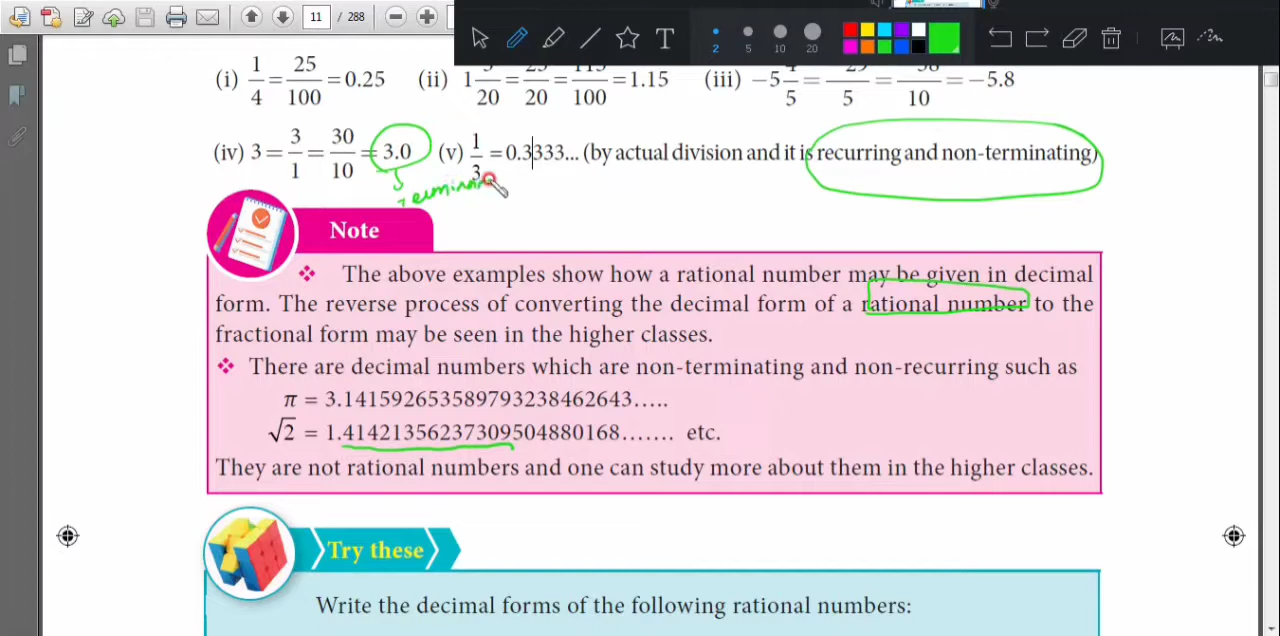 11 / 288
2 5 10 20
(i) 1/4 = 25/100 = 0.25 (ii) 1 /20 = /20 = 115/100 = 1.15 (iii) −5 4/5 = /5 = /10 = −5.8
(iv) 3 = 3/1 = 30/10 = 3.0 (v) 1/3 = 0.3333... (by actual division and it is recurring and non-terminating)
Note
❖ The above examples show how a rational number may be given in decimal
form. The reverse process of converting the decimal form of a rational number to the
fractional form may be seen in the higher classes.
❖ There are decimal numbers which are non-terminating and non-recurring such as
π = 3.141592653589793238462643.....
√2 = 1.41421356237309504880168....... etc.
They are not rational numbers and one can study more about them in the higher classes.
Try these
Write the decimal forms of the following rational numbers: